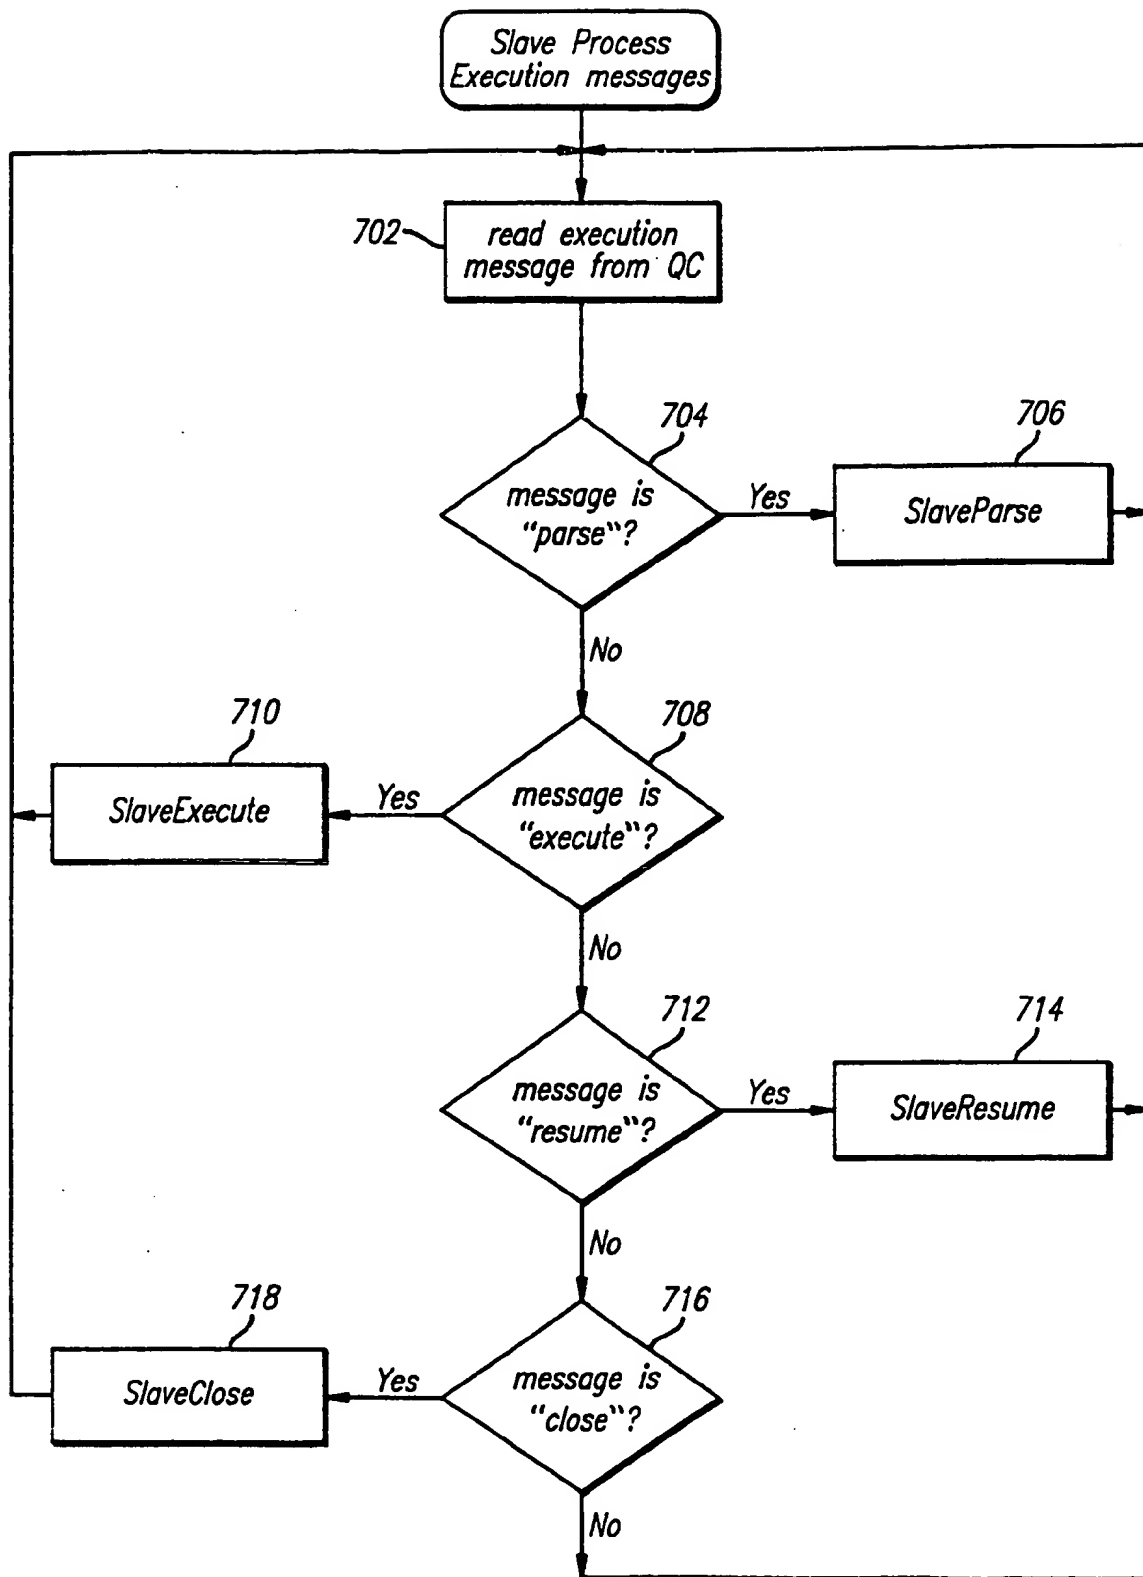 Slave Process
Execution messages
702
read execution
message from QC
704
message is
"parse"?
Yes
706
SlaveParse
No
708
message is
"execute"?
Yes
710
SlaveExecute
No
712
message is
"resume"?
Yes
714
SlaveResume
No
716
message is
"close"?
Yes
718
SlaveClose
No